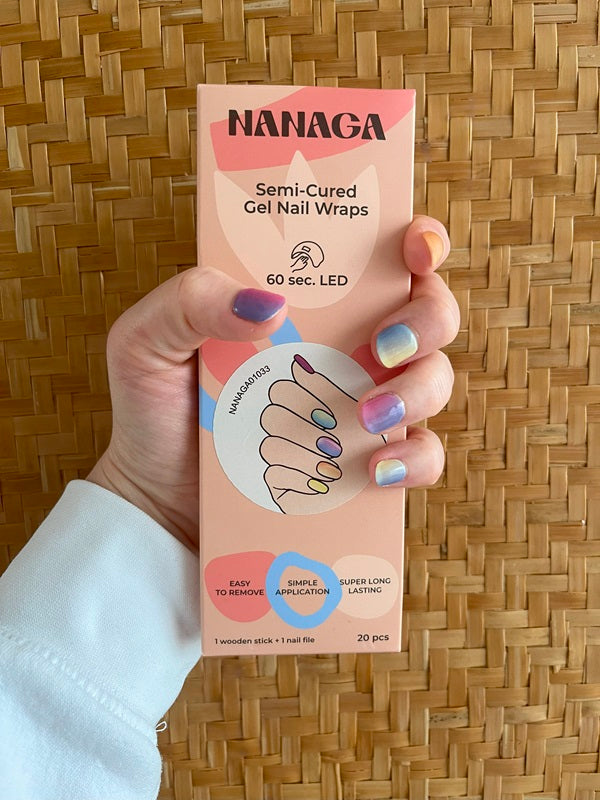 NANAGA
Semi-Cured
Gel Nail Wraps
60 sec. LED
NANAGA01033
EASY
TO REMOVE
SIMPLE
APPLICATION
SUPER LONG
LASTING
1 wooden stick + 1 nail file
20 pcs